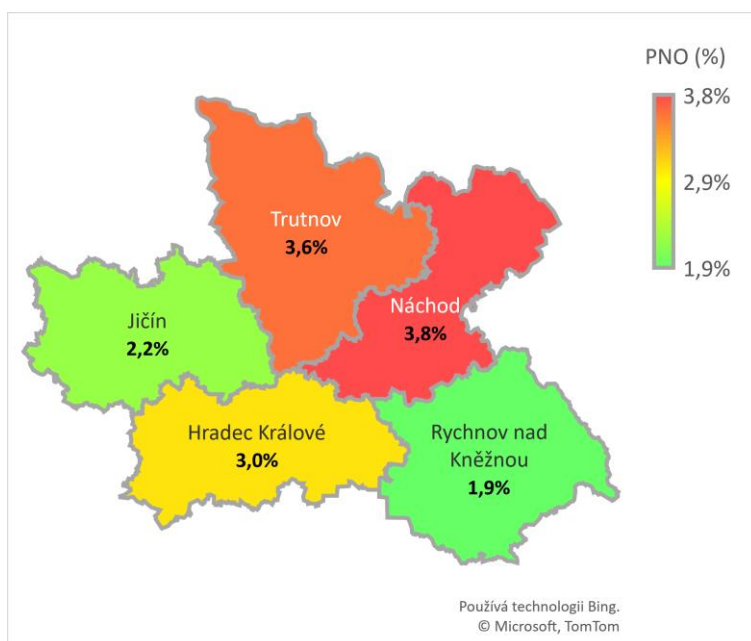 PNO (%)
3,8%
2,9%
1,9%
Trutnov
3,6%
Náchod
3,8%
Jičín
2,2%
Hradec Králové
3,0%
Rychnov nad
Kněžnou
1,9%
Používá technologii Bing.
© Microsoft, TomTom